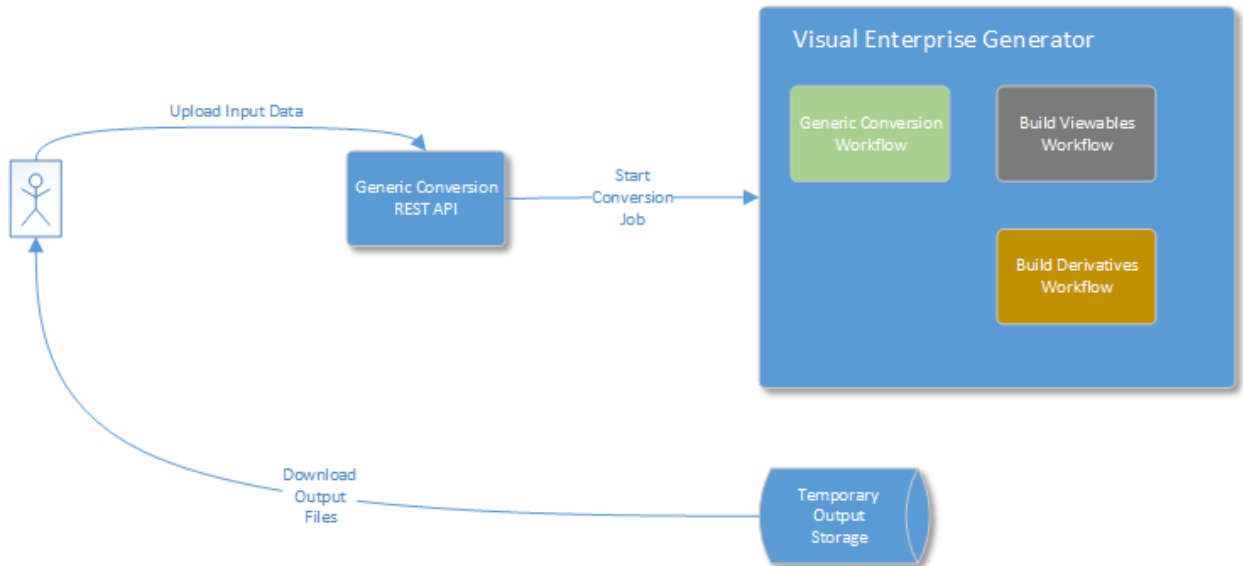 Visual Enterprise Generator
Upload Input Data
Generic Conversion
REST API
Start
Conversion
Job
Generic Conversion
Workflow
Build Viewables
Workflow
Build Derivatives
Workflow
Download
Output
Files
Temporary
Output
Storage